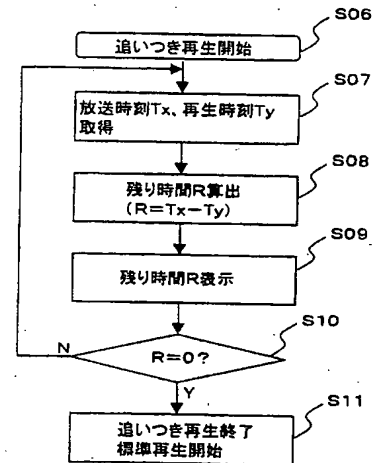 S06
追いつき再生開始
S07
放送時刻Tx、再生時刻Ty
取得
S08
残り時間R算出
(R=Tx-Ty)
S09
残り時間R表示
S10
R=0?
N
Y
S11
追いつき再生終了
標準再生開始